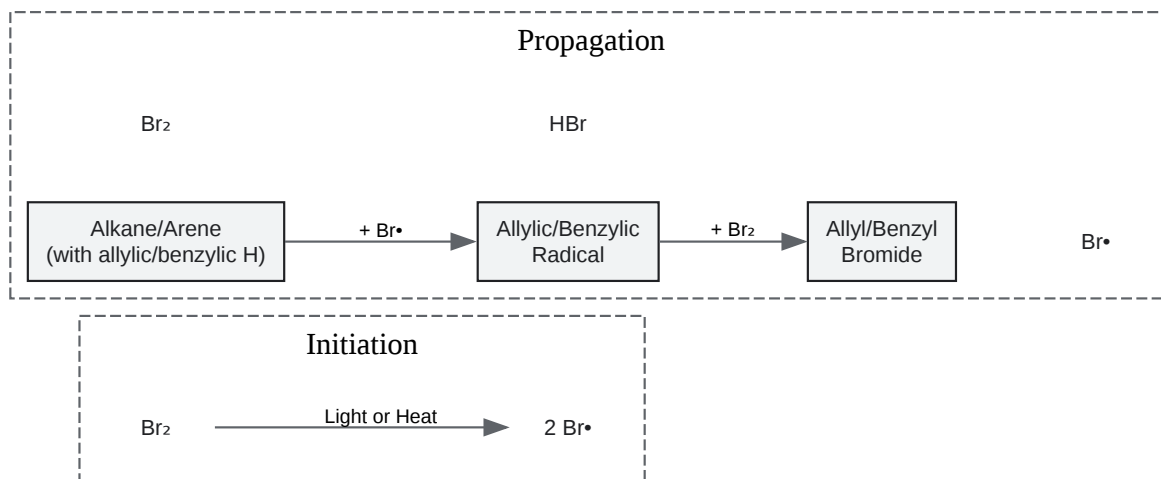 Propagation
Br₂
HBr
Alkane/Arene
(with allylic/benzylic H)
+ Br•
Allylic/Benzylic
Radical
+ Br₂
Allyl/Benzyl
Bromide
Br•
Initiation
Br₂
Light or Heat
2 Br•